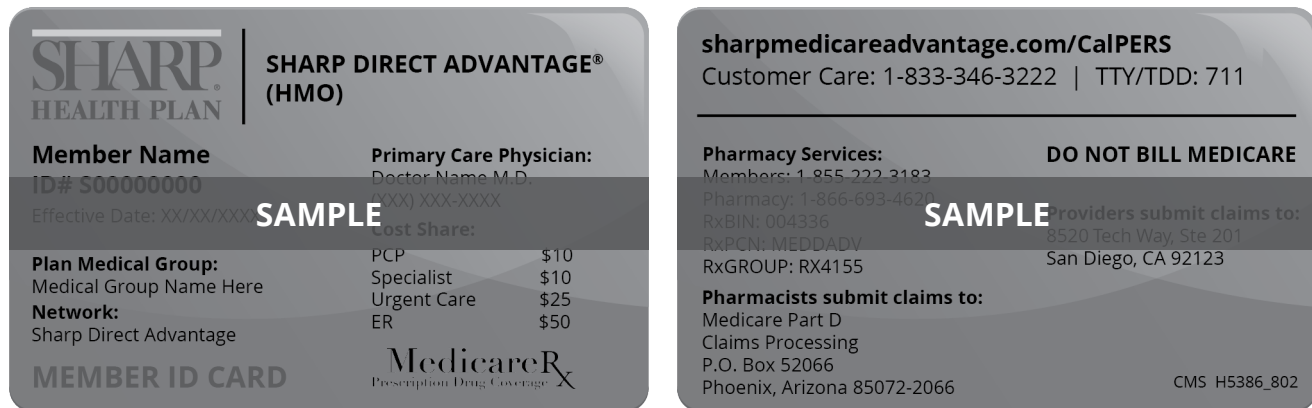 SHARP
HEALTH PLAN
SHARP DIRECT ADVANTAGE®
(HMO)
Member Name
ID# S00000000
Effective Date: XX/XX/XXXX
Plan Medical Group:
Medical Group Name Here
Network:
Sharp Direct Advantage
MEMBER ID CARD
Primary Care Physician:
Doctor Name M.D.
(XXX) XXX-XXXX
Cost Share:
PCP $10
Specialist $10
Urgent Care $25
ER $50
MedicareRx
Prescription Drug Coverage
SAMPLE
sharpmedicareadvantage.com/CalPERS
Customer Care: 1-833-346-3222 | TTY/TDD: 711
Pharmacy Services:
Members: 1-855-222-3183
Pharmacy: 1-866-693-4620
RxBIN: 004336
RxPCN: MEDDADV
RxGROUP: RX4155
Pharmacists submit claims to:
Medicare Part D
Claims Processing
P.O. Box 52066
Phoenix, Arizona 85072-2066
DO NOT BILL MEDICARE
Providers submit claims to:
8520 Tech Way, Ste 201
San Diego, CA 92123
CMS H5386_802
SAMPLE